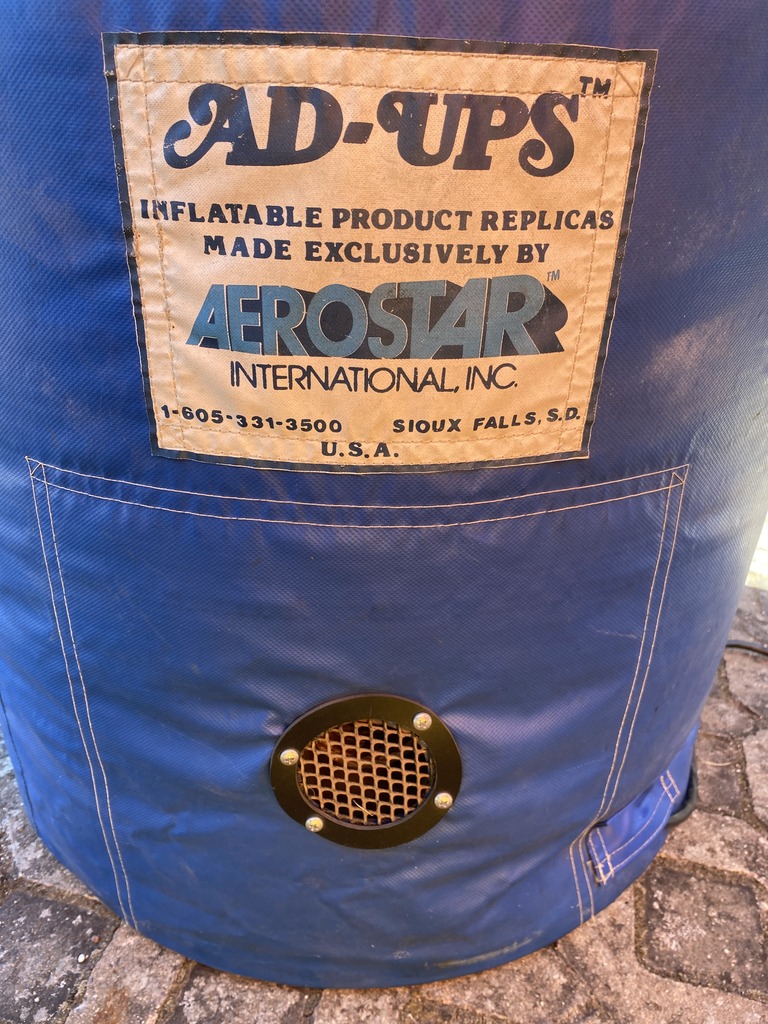 AD-UPS™
INFLATABLE PRODUCT REPLICAS
MADE EXCLUSIVELY BY
AEROSTAR™
INTERNATIONAL, INC.
1-605-331-3500 SIOUX FALLS, S.D.
U.S.A.